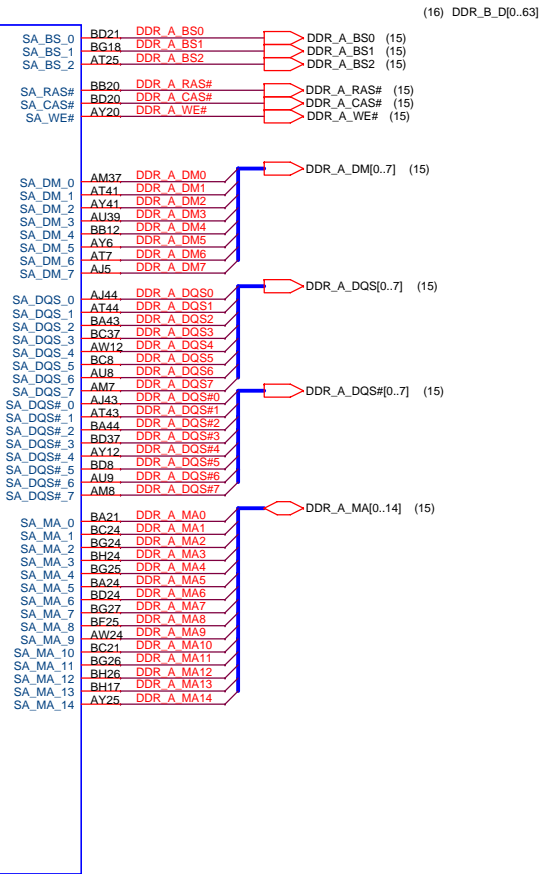 (16) DDR_B_D[0..63]
SA_BS_0 BD21 DDR_A_BS0 DDR_A_BS0 (15)
SA_BS_1 BG18 DDR_A_BS1 DDR_A_BS1 (15)
SA_BS_2 AT25 DDR_A_BS2 DDR_A_BS2 (15)
SA_RAS# BB20 DDR_A_RAS# DDR_A_RAS# (15)
SA_CAS# BD20 DDR_A_CAS# DDR_A_CAS# (15)
SA_WE# AY20 DDR_A_WE# DDR_A_WE# (15)
DDR_A_DM[0..7] (15)
SA_DM_0 AM37 DDR_A_DM0
SA_DM_1 AT41 DDR_A_DM1
SA_DM_2 AY41 DDR_A_DM2
SA_DM_3 AU39 DDR_A_DM3
SA_DM_4 BB12 DDR_A_DM4
SA_DM_5 AY6 DDR_A_DM5
SA_DM_6 AT7 DDR_A_DM6
SA_DM_7 AJ5 DDR_A_DM7
DDR_A_DQS[0..7] (15)
SA_DQS_0 AJ44 DDR_A_DQS0
SA_DQS_1 AT44 DDR_A_DQS1
SA_DQS_2 BA43 DDR_A_DQS2
SA_DQS_3 BC37 DDR_A_DQS3
SA_DQS_4 AW12 DDR_A_DQS4
SA_DQS_5 BC8 DDR_A_DQS5
SA_DQS_6 AU8 DDR_A_DQS6
SA_DQS_7 AM7 DDR_A_DQS7
DDR_A_DQS#[0..7] (15)
SA_DQS#_0 AJ43 DDR_A_DQS#0
SA_DQS#_1 AT43 DDR_A_DQS#1
SA_DQS#_2 BA44 DDR_A_DQS#2
SA_DQS#_3 BD37 DDR_A_DQS#3
SA_DQS#_4 AY12 DDR_A_DQS#4
SA_DQS#_5 BD8 DDR_A_DQS#5
SA_DQS#_6 AU9 DDR_A_DQS#6
SA_DQS#_7 AM8 DDR_A_DQS#7
DDR_A_MA[0..14] (15)
SA_MA_0 BA21 DDR_A_MA0
SA_MA_1 BC24 DDR_A_MA1
SA_MA_2 BG24 DDR_A_MA2
SA_MA_3 BH24 DDR_A_MA3
SA_MA_4 BG25 DDR_A_MA4
SA_MA_5 BA24 DDR_A_MA5
SA_MA_6 BD24 DDR_A_MA6
SA_MA_7 BG27 DDR_A_MA7
SA_MA_8 BF25 DDR_A_MA8
SA_MA_9 AW24 DDR_A_MA9
SA_MA_10 BC21 DDR_A_MA10
SA_MA_11 BG26 DDR_A_MA11
SA_MA_12 BH26 DDR_A_MA12
SA_MA_13 BH17 DDR_A_MA13
SA_MA_14 AY25 DDR_A_MA14